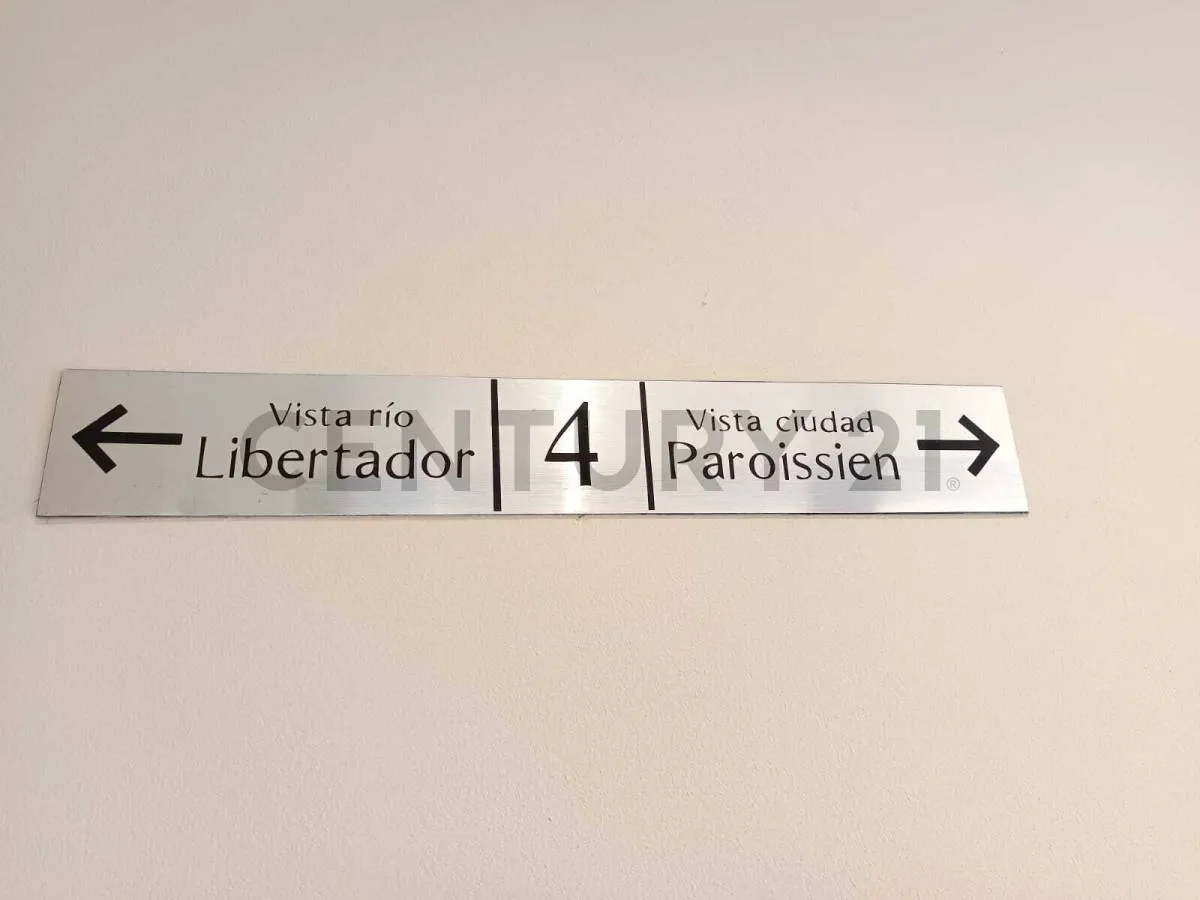 Vista río
Libertador
4
Vista ciudad
Paroissien
CENTURY 21®